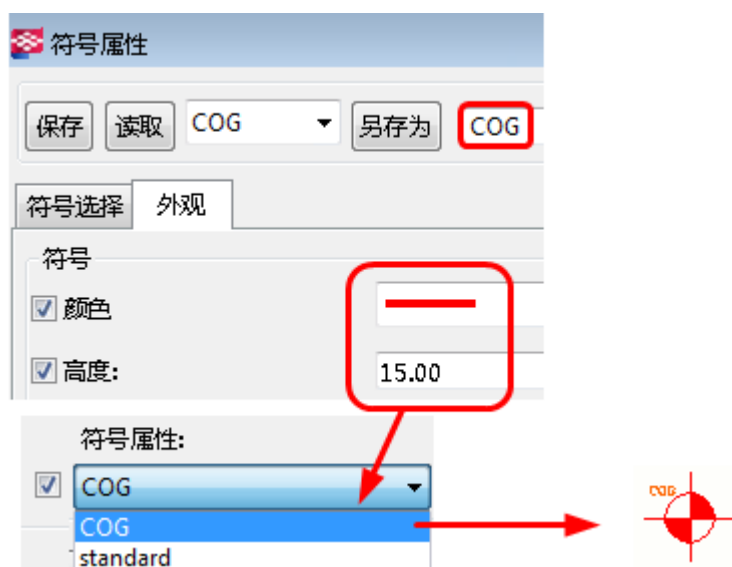 符号属性
保存 读取 COG 另存为 COG
符号选择 外观
符号
颜色
高度: 15.00
符号属性:
COG
COG
COG
standard